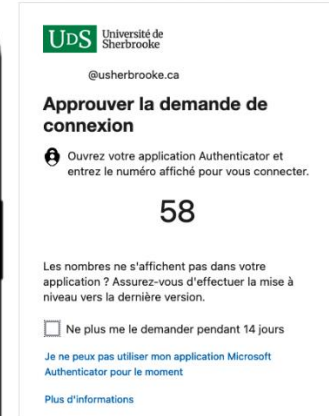 UDS Université de
Sherbrooke
@usherbrooke.ca
Approuver la demande de
connexion
Ouvrez votre application Authenticator et
entrez le numéro affiché pour vous connecter.
58
Les nombres ne s'affichent pas dans votre
application ? Assurez-vous d'effectuer la mise à
niveau vers la dernière version.
Ne plus me le demander pendant 14 jours
Je ne peux pas utiliser mon application Microsoft
Authenticator pour le moment
Plus d'informations